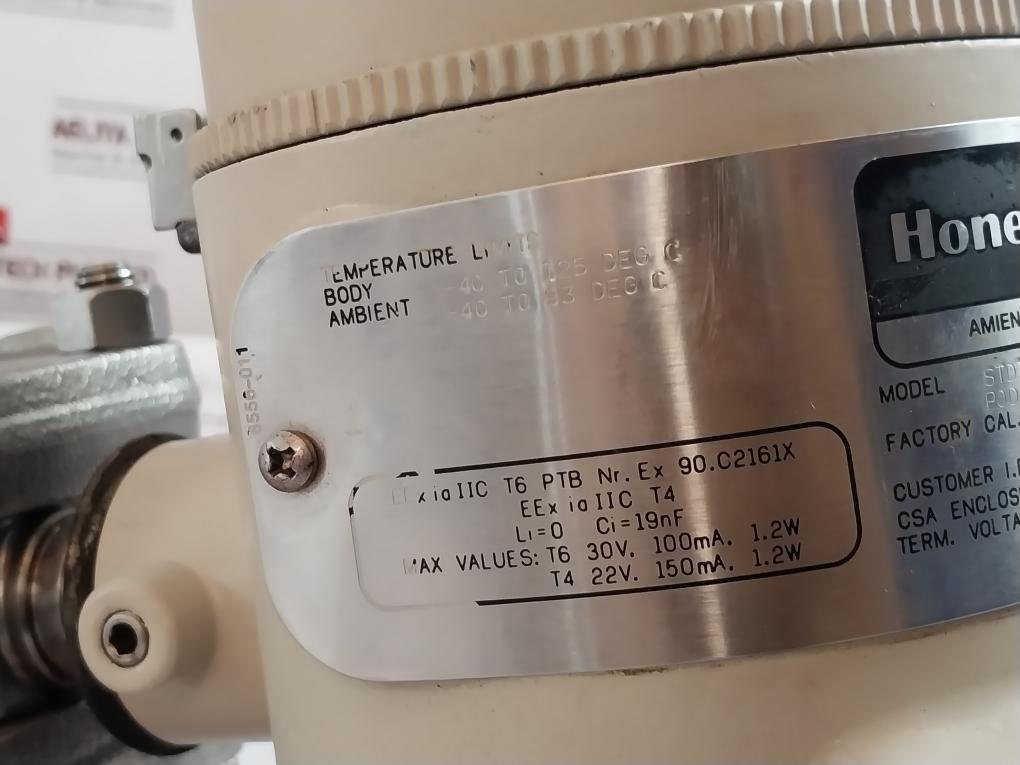 TEMPERATURE LIMITS
BODY -40 TO 125 DEG C
AMBIENT -40 TO 93 DEG C
EEx ia IIC T6 PTB Nr. Ex 90.C2161X
EEx ia IIC T4
Li=0 Ci=19nF
MAX VALUES: T6 30V. 100mA. 1.2W
T4 22V. 150mA. 1.2W
Hone
AMIEN
MODEL STD
FACTORY CAL.
CUSTOMER I.
CSA ENCLOS
TERM. VOLTA